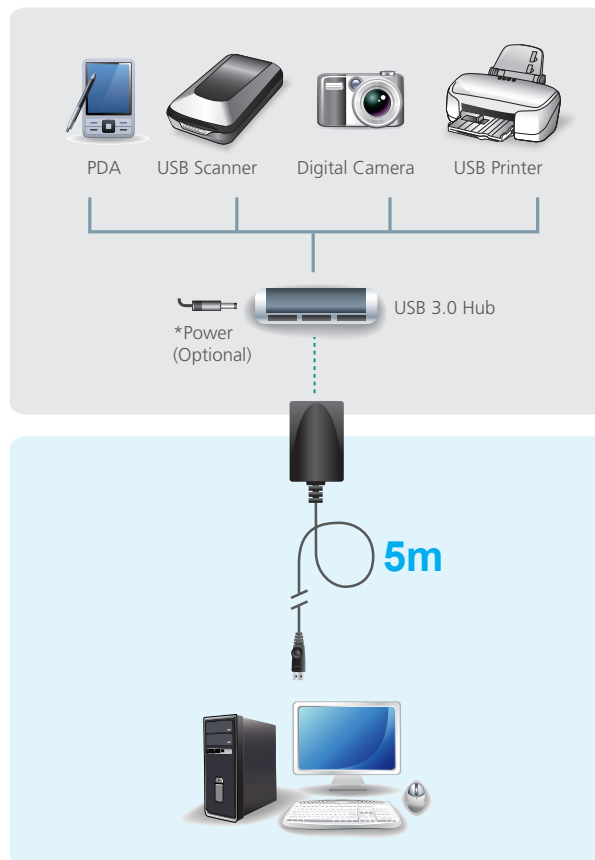 PDA
USB Scanner
Digital Camera
USB Printer
USB 3.0 Hub
*Power
(Optional)
5m